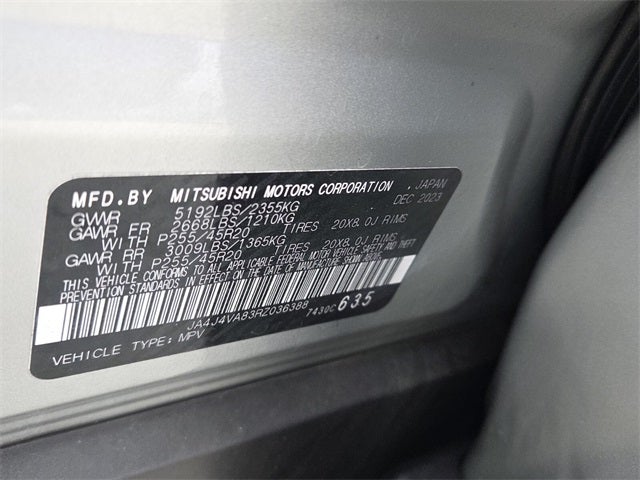 MFD.BY MITSUBISHI MOTORS CORPORATION. JAPAN
GVWR 5192LBS/2355KG DEC 2023
GAWR FR 2668LBS/1210KG
WITH P255/45R20 TIRES 20X8.0J RIMS
GAWR RR 3009LBS/1365KG
WITH P255/45R20 TIRES 20X8.0J RIMS
THIS VEHICLE CONFORMS TO ALL APPLICABLE FEDERAL MOTOR VEHICLE SAFETY AND THEFT
PREVENTION STANDARDS IN EFFECT ON THE DATE OF MANUFACTURE SHOWN ABOVE.
JA4J4VA83RZ036388 7430C 635
VEHICLE TYPE: MPV